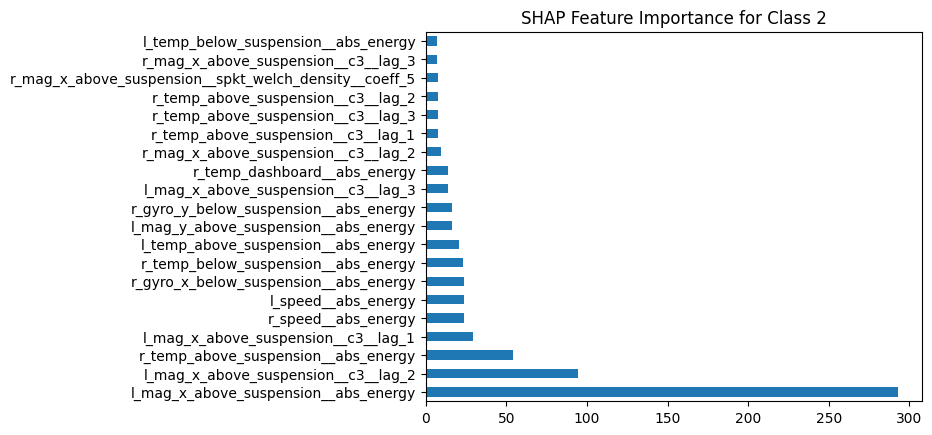 SHAP Feature Importance for Class 2
l_temp_below_suspension__abs_energy
r_mag_x_above_suspension__c3__lag_3
r_mag_x_above_suspension__spkt_welch_density__coeff_5
r_temp_above_suspension__c3__lag_2
r_temp_above_suspension__c3__lag_3
r_temp_above_suspension__c3__lag_1
r_mag_x_above_suspension__c3__lag_2
r_temp_dashboard__abs_energy
l_mag_x_above_suspension__c3__lag_3
r_gyro_y_below_suspension__abs_energy
l_mag_y_above_suspension__abs_energy
l_temp_above_suspension__abs_energy
r_temp_below_suspension__abs_energy
r_gyro_x_below_suspension__abs_energy
l_speed__abs_energy
r_speed__abs_energy
l_mag_x_above_suspension__c3__lag_1
r_temp_above_suspension__abs_energy
l_mag_x_above_suspension__c3__lag_2
l_mag_x_above_suspension__abs_energy
0 50 100 150 200 250 300